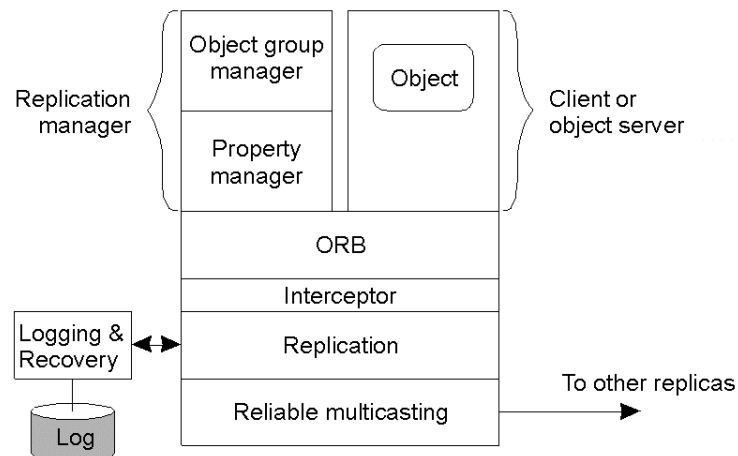 Object group
manager
Object
Replication
manager
Client or
object server
Property
manager
ORB
Interceptor
Logging &
Recovery
Replication
To other replicas
Reliable multicasting
Log